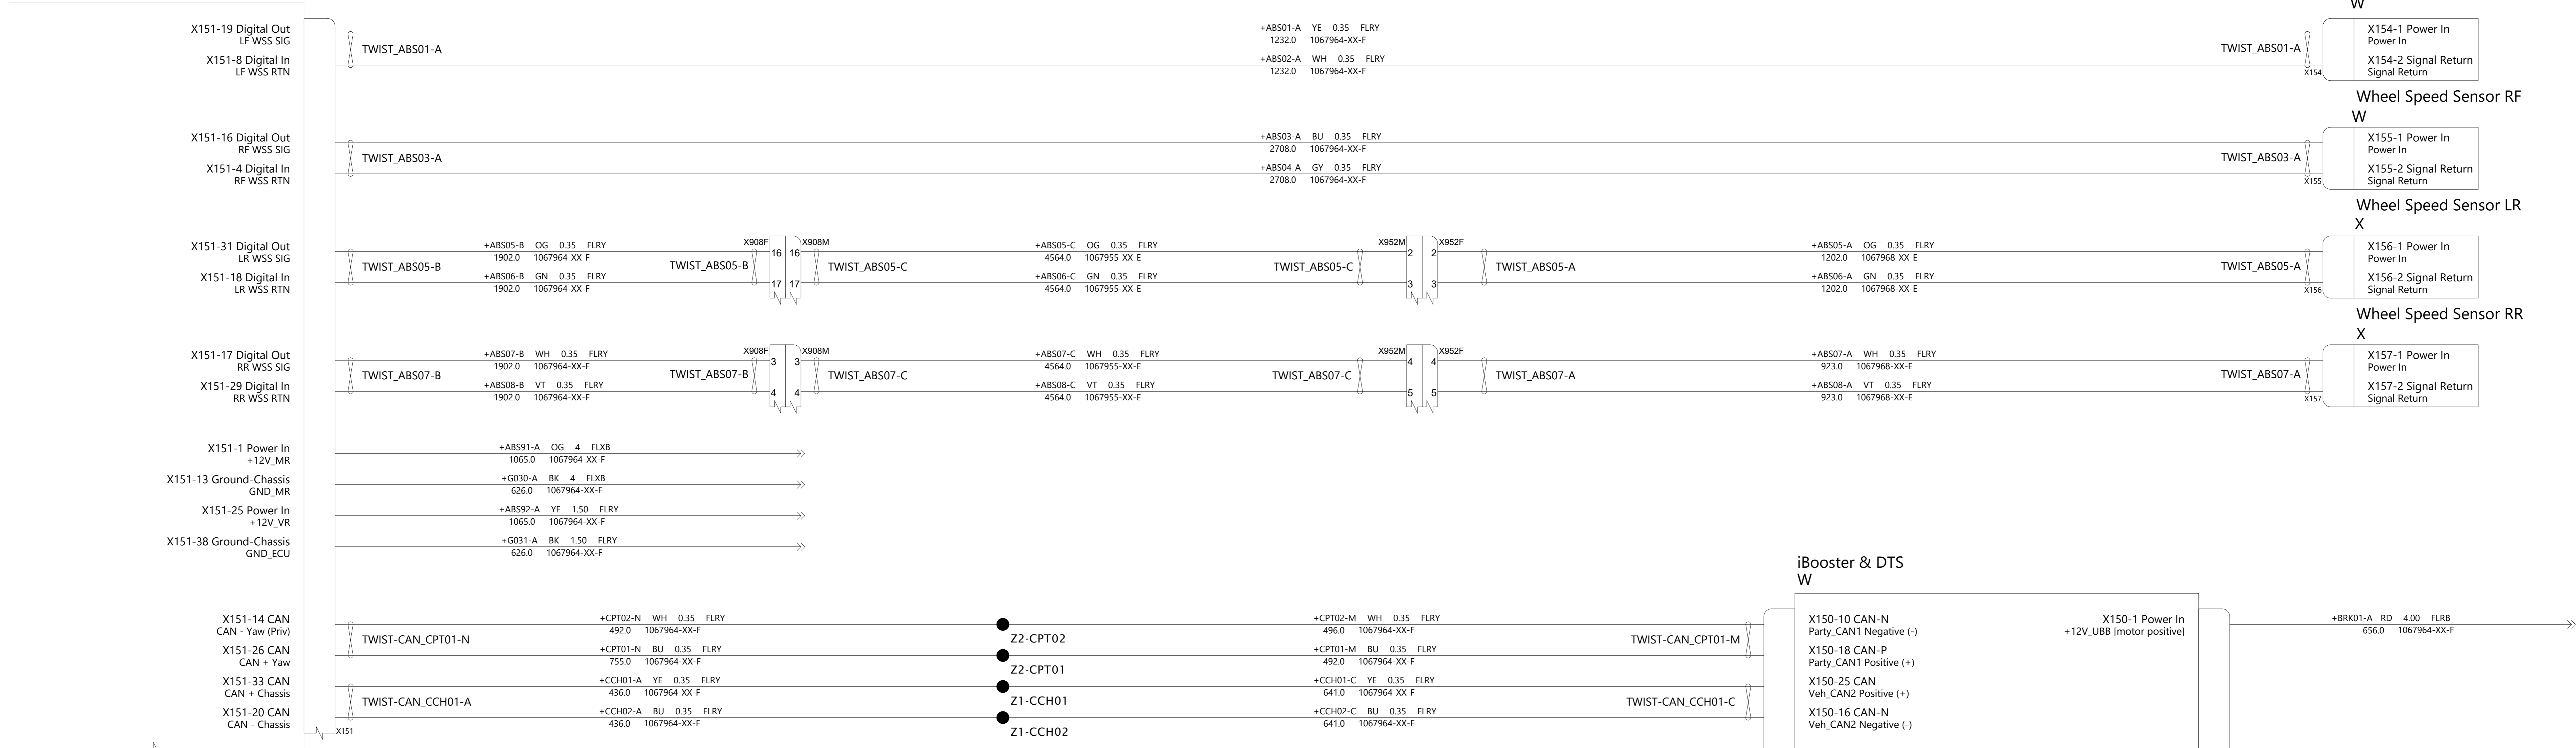 W
X151-19 Digital Out
LF WSS SIG
X151-8 Digital In
LF WSS RTN
TWIST_ABS01-A
+ABS01-A YE 0.35 FLRY
1232.0 1067964-XX-F
+ABS02-A WH 0.35 FLRY
1232.0 1067964-XX-F
TWIST_ABS01-A
X154
X154-1 Power In
Power In
X154-2 Signal Return
Signal Return
Wheel Speed Sensor RF
W
X151-16 Digital Out
RF WSS SIG
X151-4 Digital In
RF WSS RTN
TWIST_ABS03-A
+ABS03-A BU 0.35 FLRY
2708.0 1067964-XX-F
+ABS04-A GY 0.35 FLRY
2708.0 1067964-XX-F
TWIST_ABS03-A
X155
X155-1 Power In
Power In
X155-2 Signal Return
Signal Return
Wheel Speed Sensor LR
X
X151-31 Digital Out
LR WSS SIG
X151-18 Digital In
LR WSS RTN
TWIST_ABS05-B
+ABS05-B OG 0.35 FLRY
1902.0 1067964-XX-F
+ABS06-B GN 0.35 FLRY
1902.0 1067964-XX-F
TWIST_ABS05-B
X908F X908M
16 16
17 17
TWIST_ABS05-C
+ABS05-C OG 0.35 FLRY
4564.0 1067955-XX-E
+ABS06-C GN 0.35 FLRY
4564.0 1067955-XX-E
TWIST_ABS05-C
X952M X952F
2 2
3 3
TWIST_ABS05-A
+ABS05-A OG 0.35 FLRY
1202.0 1067968-XX-E
+ABS06-A GN 0.35 FLRY
1202.0 1067968-XX-E
TWIST_ABS05-A
X156
X156-1 Power In
Power In
X156-2 Signal Return
Signal Return
Wheel Speed Sensor RR
X
X151-17 Digital Out
RR WSS SIG
X151-29 Digital In
RR WSS RTN
TWIST_ABS07-B
+ABS07-B WH 0.35 FLRY
1902.0 1067964-XX-F
+ABS08-B VT 0.35 FLRY
1902.0 1067964-XX-F
TWIST_ABS07-B
X908F X908M
3 3
4 4
TWIST_ABS07-C
+ABS07-C WH 0.35 FLRY
4564.0 1067955-XX-E
+ABS08-C VT 0.35 FLRY
4564.0 1067955-XX-E
TWIST_ABS07-C
X952M X952F
4 4
5 5
TWIST_ABS07-A
+ABS07-A WH 0.35 FLRY
923.0 1067968-XX-E
+ABS08-A VT 0.35 FLRY
923.0 1067968-XX-E
TWIST_ABS07-A
X157
X157-1 Power In
Power In
X157-2 Signal Return
Signal Return
X151-1 Power In
+12V_MR
+ABS91-A OG 4 FLXB
1065.0 1067964-XX-F
X151-13 Ground-Chassis
GND_MR
+G030-A BK 4 FLXB
626.0 1067964-XX-F
X151-25 Power In
+12V_VR
+ABS92-A YE 1.50 FLRY
1065.0 1067964-XX-F
X151-38 Ground-Chassis
GND_ECU
+G031-A BK 1.50 FLRY
626.0 1067964-XX-F
iBooster & DTS
W
X151-14 CAN
CAN - Yaw (Priv)
X151-26 CAN
CAN + Yaw
X151-33 CAN
CAN + Chassis
X151-20 CAN
CAN - Chassis
X151
TWIST-CAN_CPT01-N
TWIST-CAN_CCH01-A
+CPT02-N WH 0.35 FLRY
492.0 1067964-XX-F
+CPT01-N BU 0.35 FLRY
755.0 1067964-XX-F
+CCH01-A YE 0.35 FLRY
436.0 1067964-XX-F
+CCH02-A BU 0.35 FLRY
436.0 1067964-XX-F
Z2-CPT02
Z2-CPT01
Z1-CCH01
Z1-CCH02
+CPT02-M WH 0.35 FLRY
496.0 1067964-XX-F
+CPT01-M BU 0.35 FLRY
492.0 1067964-XX-F
+CCH01-C YE 0.35 FLRY
641.0 1067964-XX-F
+CCH02-C BU 0.35 FLRY
641.0 1067964-XX-F
TWIST-CAN_CPT01-M
TWIST-CAN_CCH01-C
X150-10 CAN-N
Party_CAN1 Negative (-)
X150-18 CAN-P
Party_CAN1 Positive (+)
X150-25 CAN
Veh_CAN2 Positive (+)
X150-16 CAN-N
Veh_CAN2 Negative (-)
X150-1 Power In
+12V_UBB [motor positive]
+BRK01-A RD 4.00 FLRB
656.0 1067964-XX-F